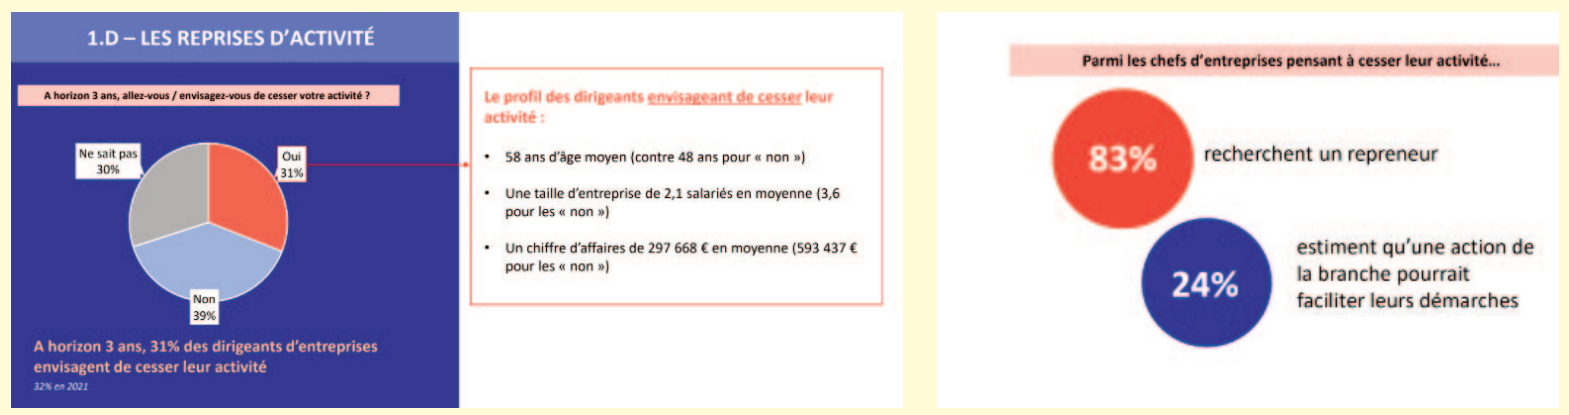 1.D – LES REPRISES D’ACTIVITÉ
A horizon 3 ans, allez-vous / envisagez-vous de cesser votre activité ?
Ne sait pas
30%
Oui
31%
Non
39%
A horizon 3 ans, 31% des dirigeants d’entreprises
envisagent de cesser leur activité
32% en 2021
Le profil des dirigeants envisageant de cesser leur
activité :
• 58 ans d’âge moyen (contre 48 ans pour « non »)
• Une taille d’entreprise de 2,1 salariés en moyenne (3,6
pour les « non »)
• Un chiffre d’affaires de 297 668 € en moyenne (593 437 €
pour les « non »)
Parmi les chefs d’entreprises pensant à cesser leur activité...
83%
recherchent un repreneur
24%
estiment qu’une action de
la branche pourrait
faciliter leurs démarches